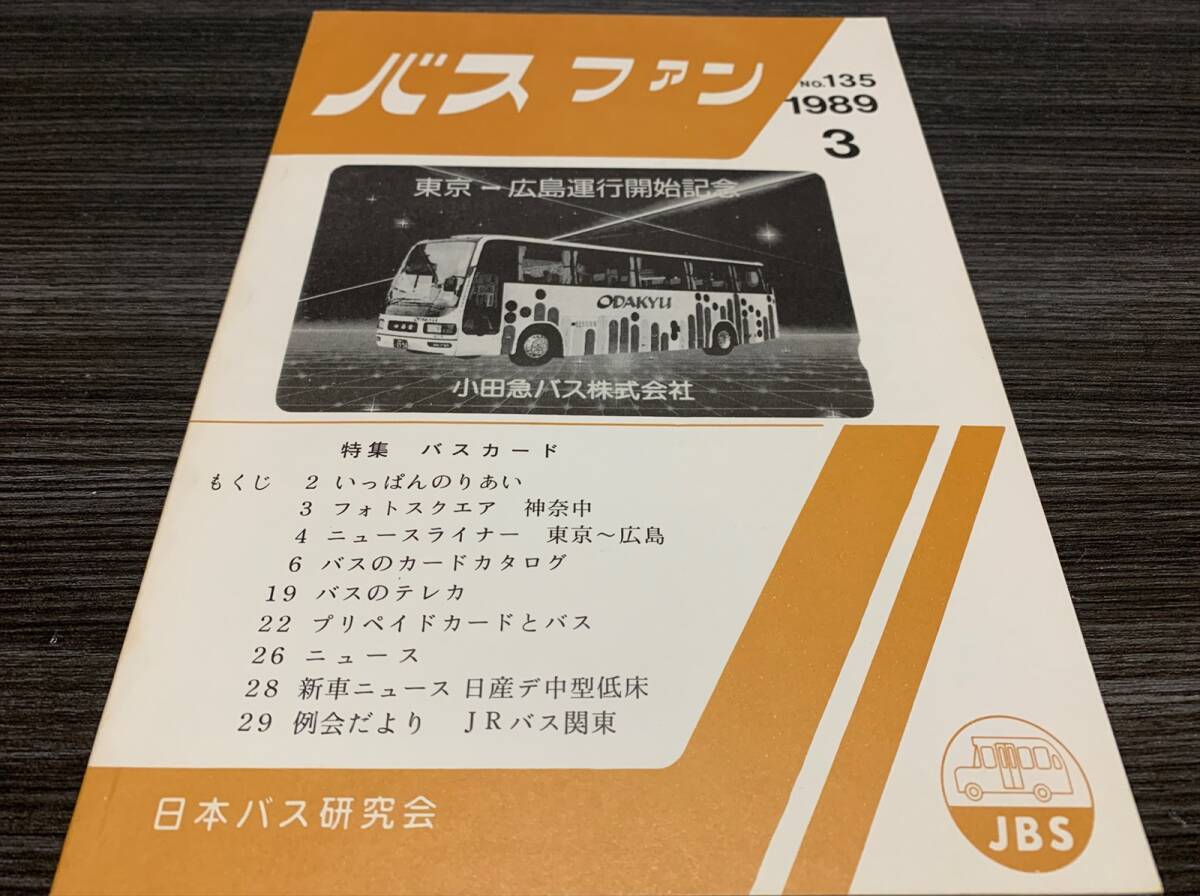 バスファン
NO.135
1989
3
東京ー広島運行開始記念
ODAKYU
ODAKYU
小田急バス株式会社
特集 バスカード
もくじ 2 いっぱんのりあい
3 フォトスクエア 神奈中
4 ニュースライナー 東京〜広島
6 バスのカードカタログ
19 バスのテレカ
22 プリペイドカードとバス
26 ニュース
28 新車ニュース 日産デ中型低床
29 例会だより JRバス関東
日本バス研究会
JBS